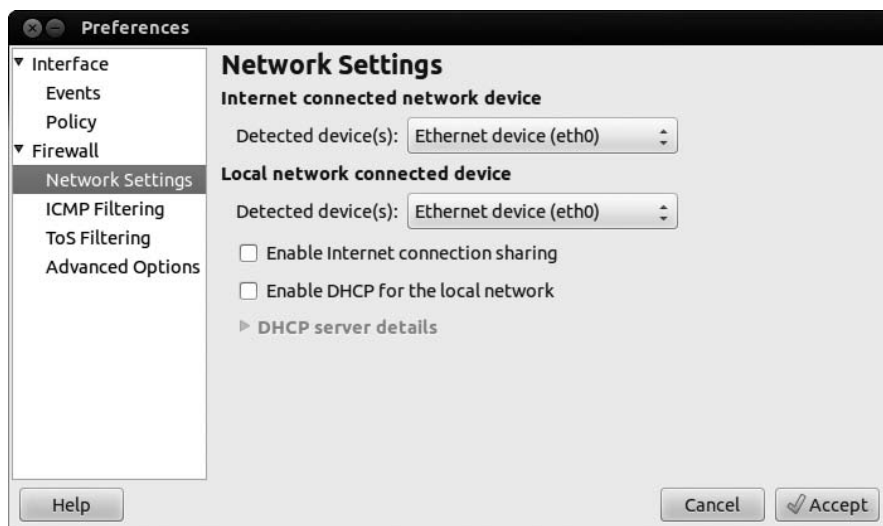 Preferences
Interface
Events
Policy
Firewall
Network Settings
ICMP Filtering
ToS Filtering
Advanced Options
Network Settings
Internet connected network device
Detected device(s): Ethernet device (eth0)
Local network connected device
Detected device(s): Ethernet device (eth0)
Enable Internet connection sharing
Enable DHCP for the local network
DHCP server details
Help
Cancel
Accept